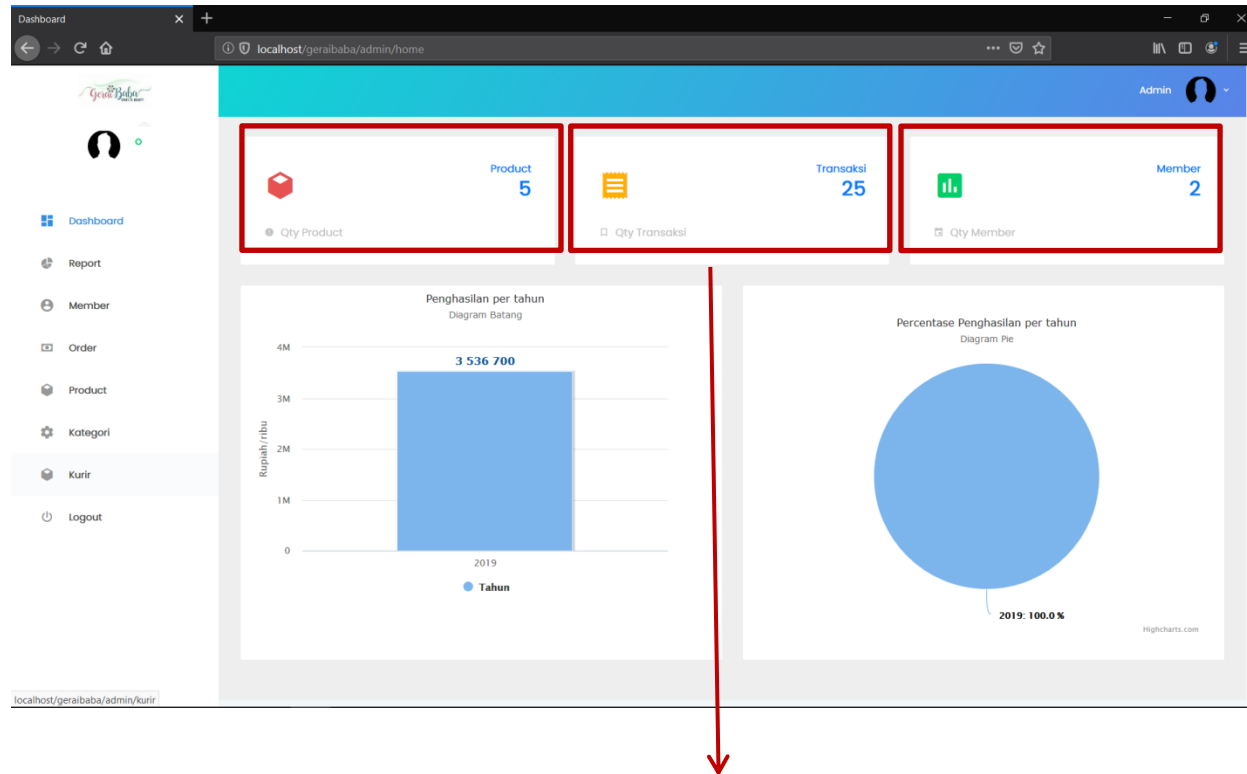 Dashboard
localhost/geraibaba/admin/home
Gerai Baba
Admin
Dashboard
Report
Member
Order
Product
Kategori
Kurir
Logout
Product
5
Qty Product
Transaksi
25
Qty Transaksi
Member
2
Qty Member
Penghasilan per tahun
Diagram Batang
4M
3M
2M
1M
0
Rupiah/ribu
3 536 700
2019
Tahun
Percentase Penghasilan per tahun
Diagram Pie
2019: 100.0 %
Highcharts.com
localhost/geraibaba/admin/kurir